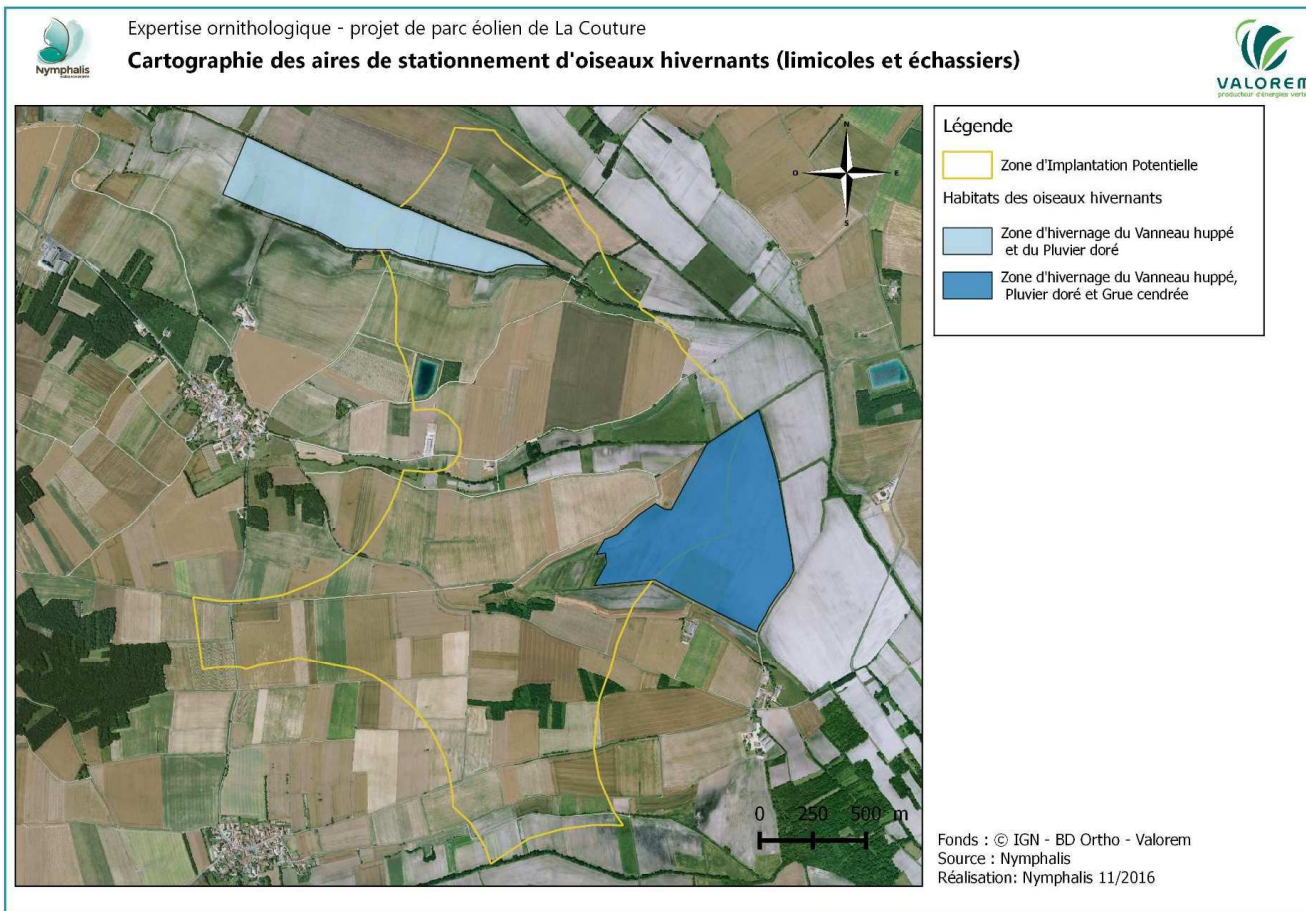 Expertise ornithologique - projet de parc éolien de La Couture
Cartographie des aires de stationnement d'oiseaux hivernants (limicoles et échassiers)
Nymphalis
VALOREM
producteur d'énergies vertes
Légende
Zone d'Implantation Potentielle
Habitats des oiseaux hivernants
Zone d'hivernage du Vanneau huppé
et du Pluvier doré
Zone d'hivernage du Vanneau huppé,
Pluvier doré et Grue cendrée
N
O
E
S
0 250 500 m
Fonds : © IGN - BD Ortho - Valorem
Source : Nymphalis
Réalisation: Nymphalis 11/2016